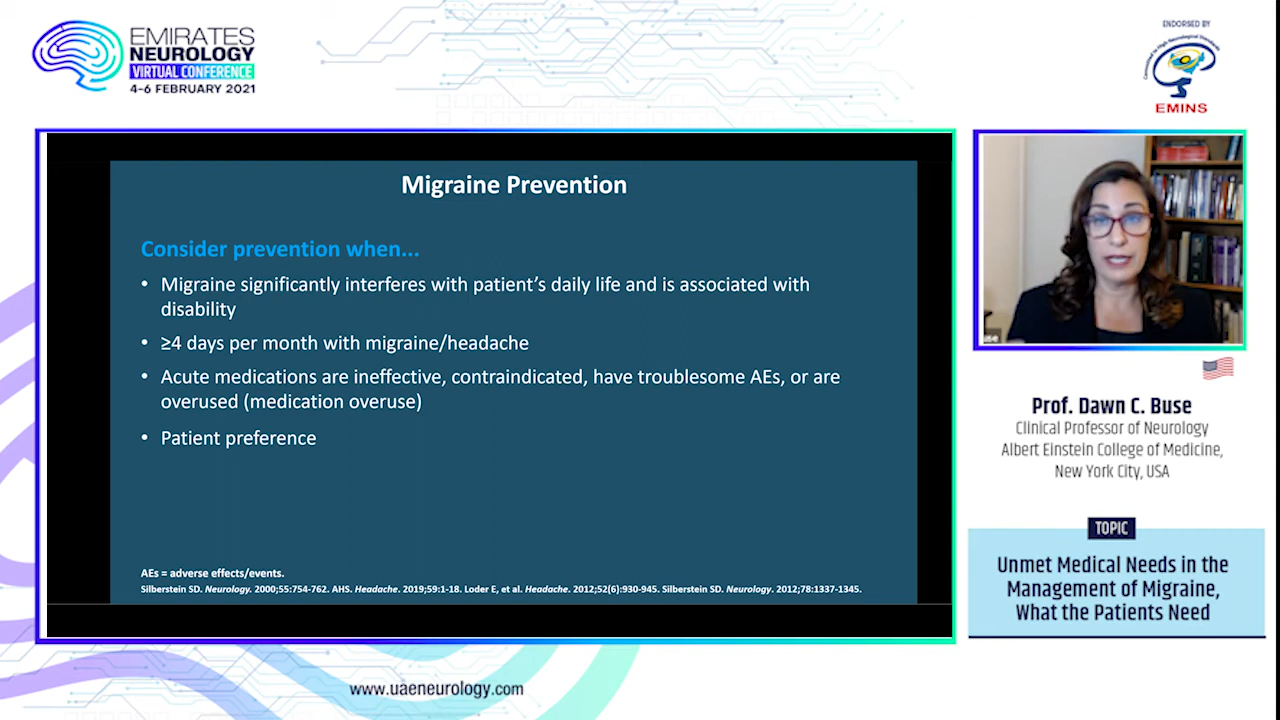 EMIRATES
NEUROLOGY
VIRTUAL CONFERENCE
4-6 FEBRUARY 2021
ENDORSED BY
EMINS
Migraine Prevention
Consider prevention when...
• Migraine significantly interferes with patient's daily life and is associated with
disability
• ≥4 days per month with migraine/headache
• Acute medications are ineffective, contraindicated, have troublesome AEs, or are
overused (medication overuse)
• Patient preference
AEs = adverse effects/events.
Silberstein SD. Neurology. 2000;55:754-762. AHS. Headache. 2019;59:1-18. Loder E, et al. Headache. 2012;52(6):930-945. Silberstein SD. Neurology. 2012;78:1337-1345.
Prof. Dawn C. Buse
Clinical Professor of Neurology
Albert Einstein College of Medicine,
New York City, USA
TOPIC
Unmet Medical Needs in the
Management of Migraine,
What the Patients Need
www.uaeneurology.com